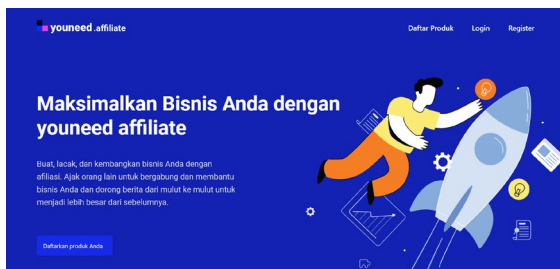 youneed.affiliate
Daftar Produk Login Register
Maksimalkan Bisnis Anda dengan
youneed affiliate
Buat, lacak, dan kembangkan bisnis Anda dengan
afiliasi. Ajak orang lain untuk bergabung dan membantu
bisnis Anda dan dorong berita dari mulut ke mulut untuk
menjadi lebih besar dari sebelumnya.
Daftarkan produk Anda